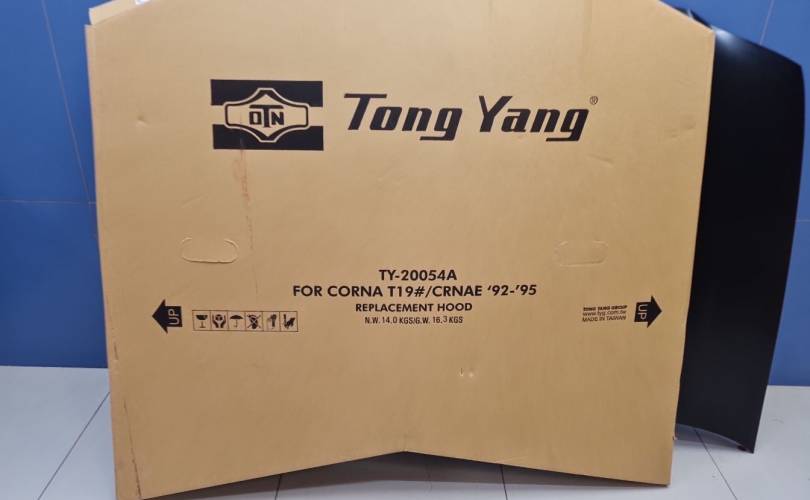 OTN
Tong Yang®
TY-20054A
FOR CORNA T19#/CRNAE '92-'95
REPLACEMENT HOOD
N.W. 14.0 KGS/G.W. 16.3 KGS
UP
TONG YANG GROUP
www.tyg.com.tw
MADE IN TAIWAN
UP